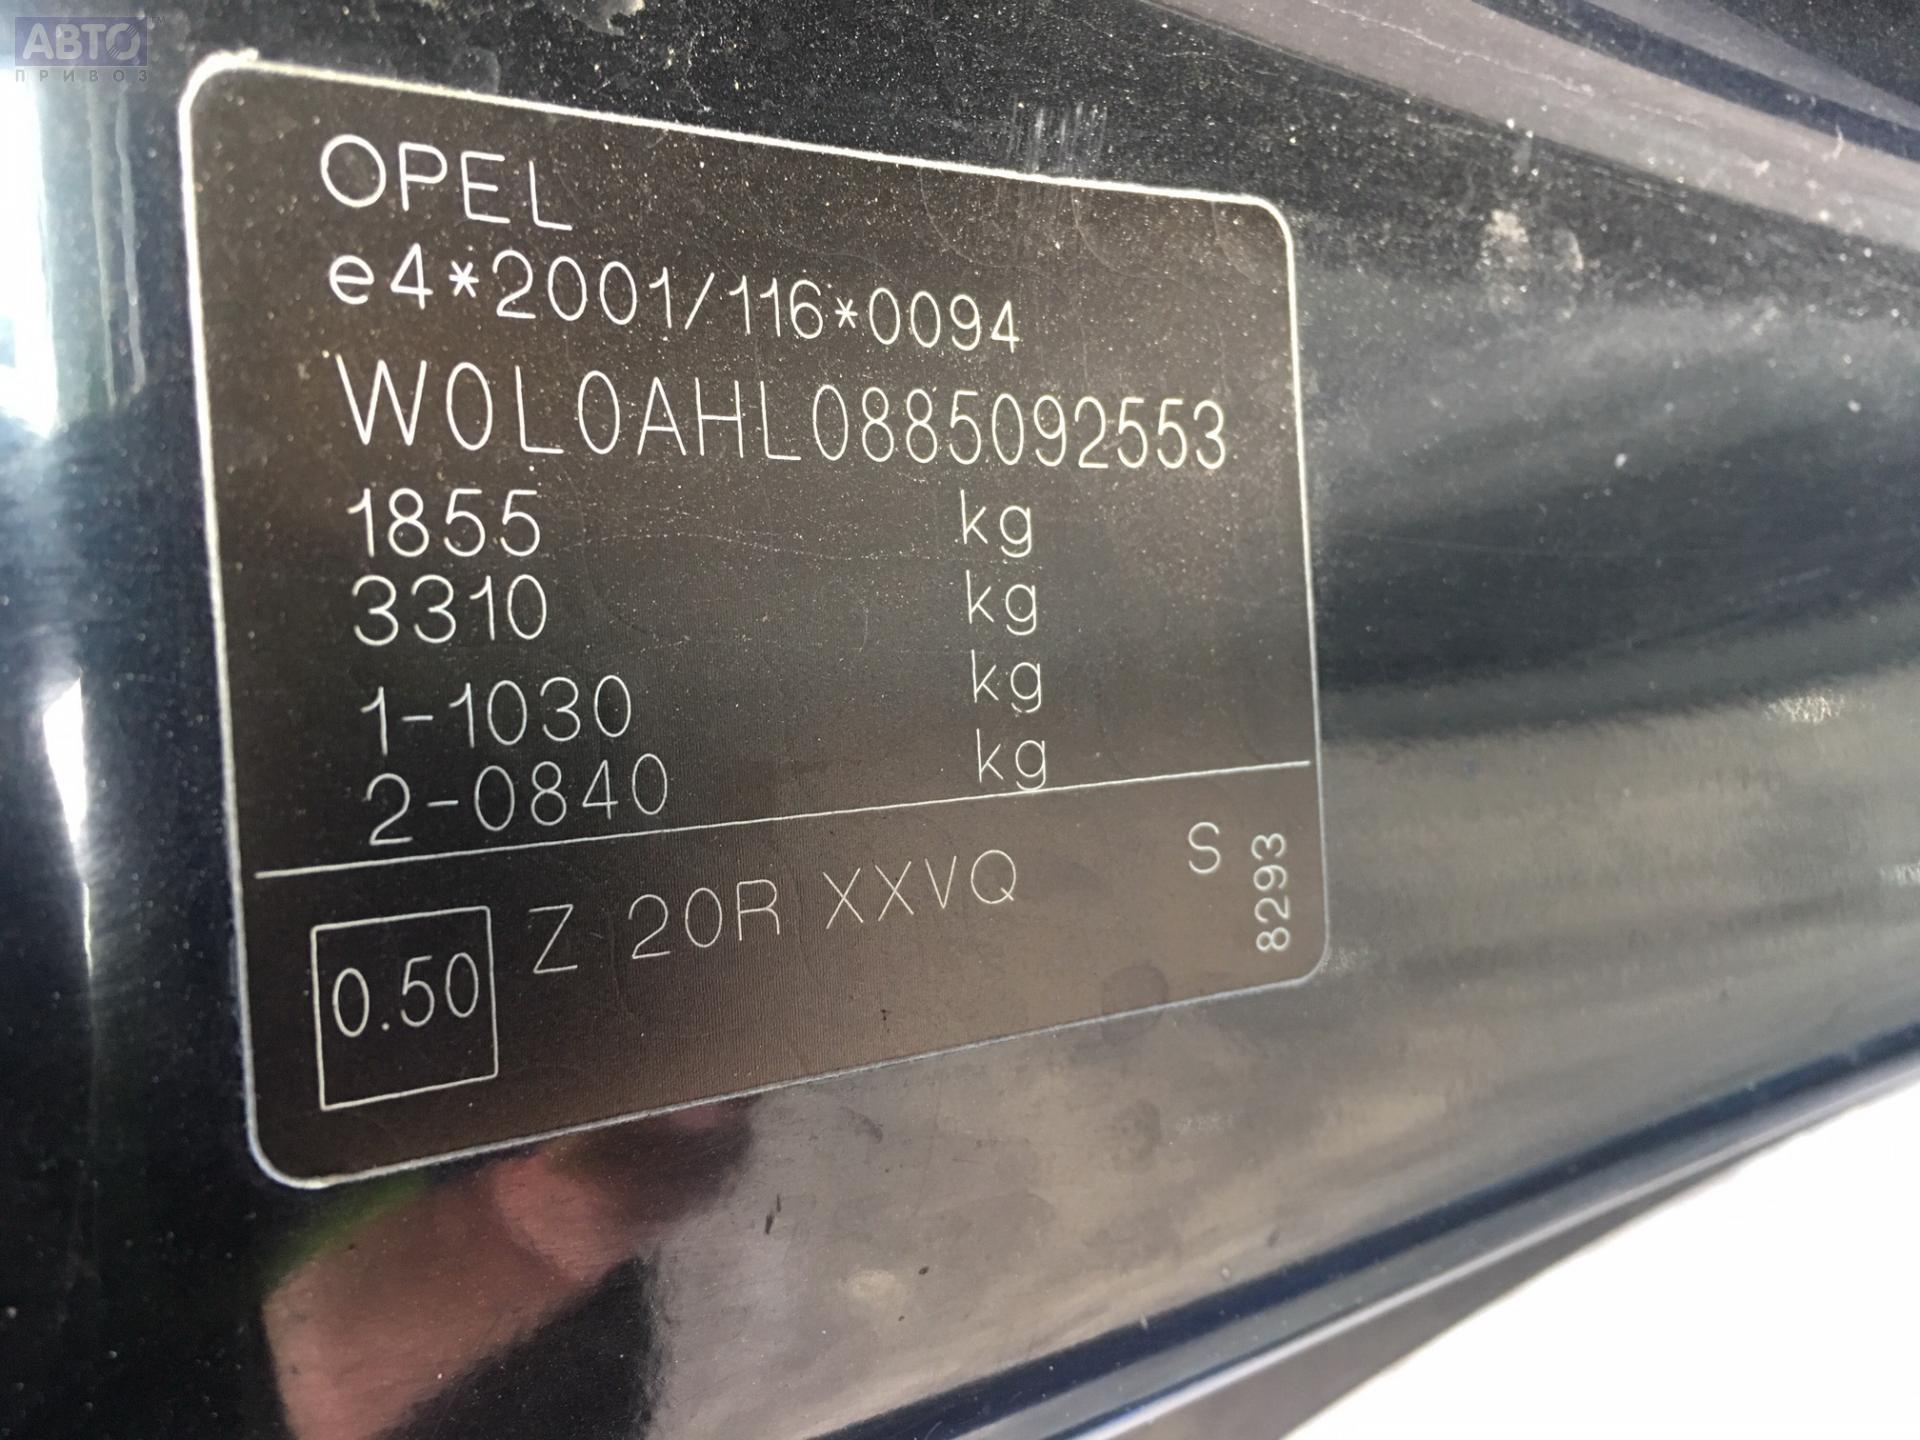 АВТО
ПРИВОЗ
OPEL
e4*2001/116*0094
W0L0AHL0885092553
1855 kg
3310 kg
1-1030 kg
2-0840 kg
0.50 Z 20R XXVQ S
8293